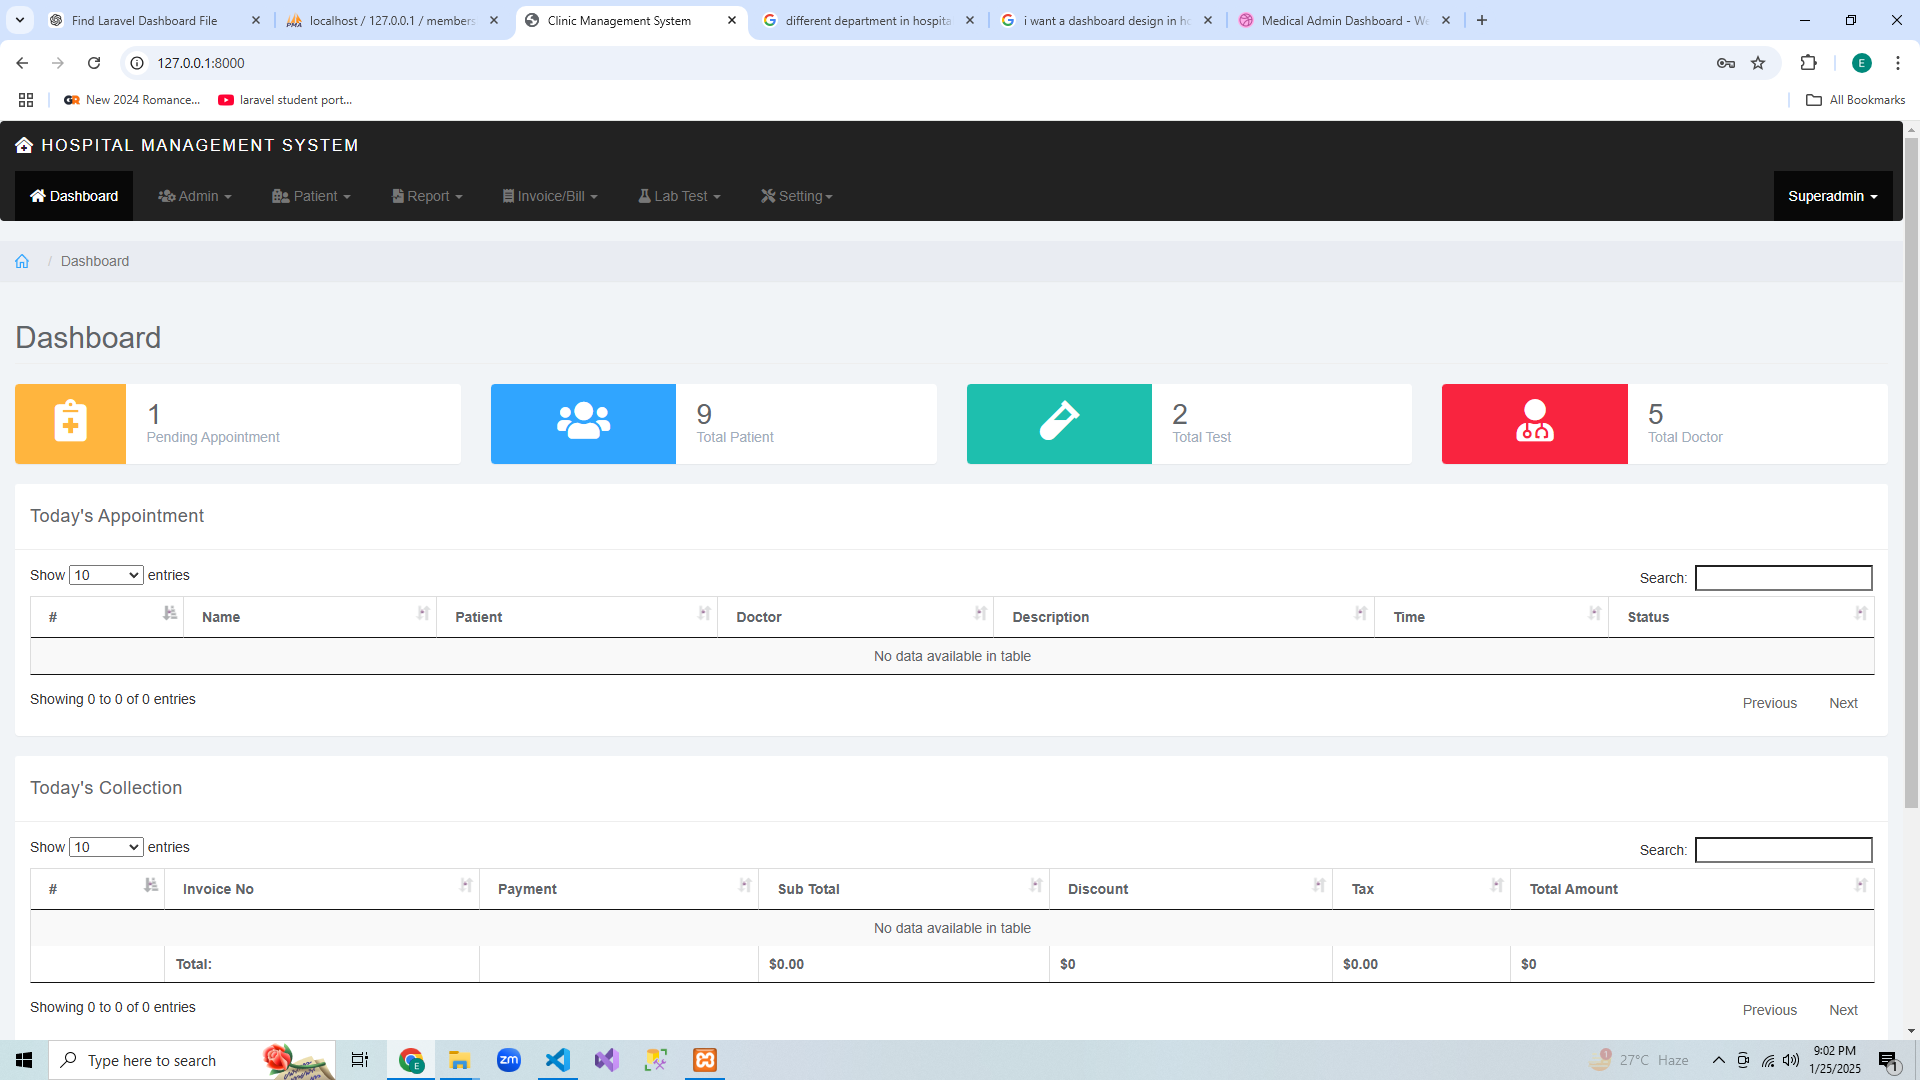 Find Laravel Dashboard File
localhost / 127.0.0.1 / members
Clinic Management System
different department in hospita
i want a dashboard design in ho
Medical Admin Dashboard - We
127.0.0.1:8000
E
New 2024 Romance...
laravel student port...
All Bookmarks
HOSPITAL MANAGEMENT SYSTEM
Dashboard
Admin
Patient
Report
Invoice/Bill
Lab Test
Setting
Superadmin
/ Dashboard
Dashboard
1
Pending Appointment
9
Total Patient
2
Total Test
5
Total Doctor
Today's Appointment
Show 10 entries
Search:
# Name Patient Doctor Description Time Status
No data available in table
Showing 0 to 0 of 0 entries
Previous Next
Today's Collection
Show 10 entries
Search:
# Invoice No Payment Sub Total Discount Tax Total Amount
No data available in table
Total: $0.00 $0 $0.00 $0
Showing 0 to 0 of 0 entries
Previous Next
Type here to search
zm
1
27°C Haze
9:02 PM
1/25/2025
1